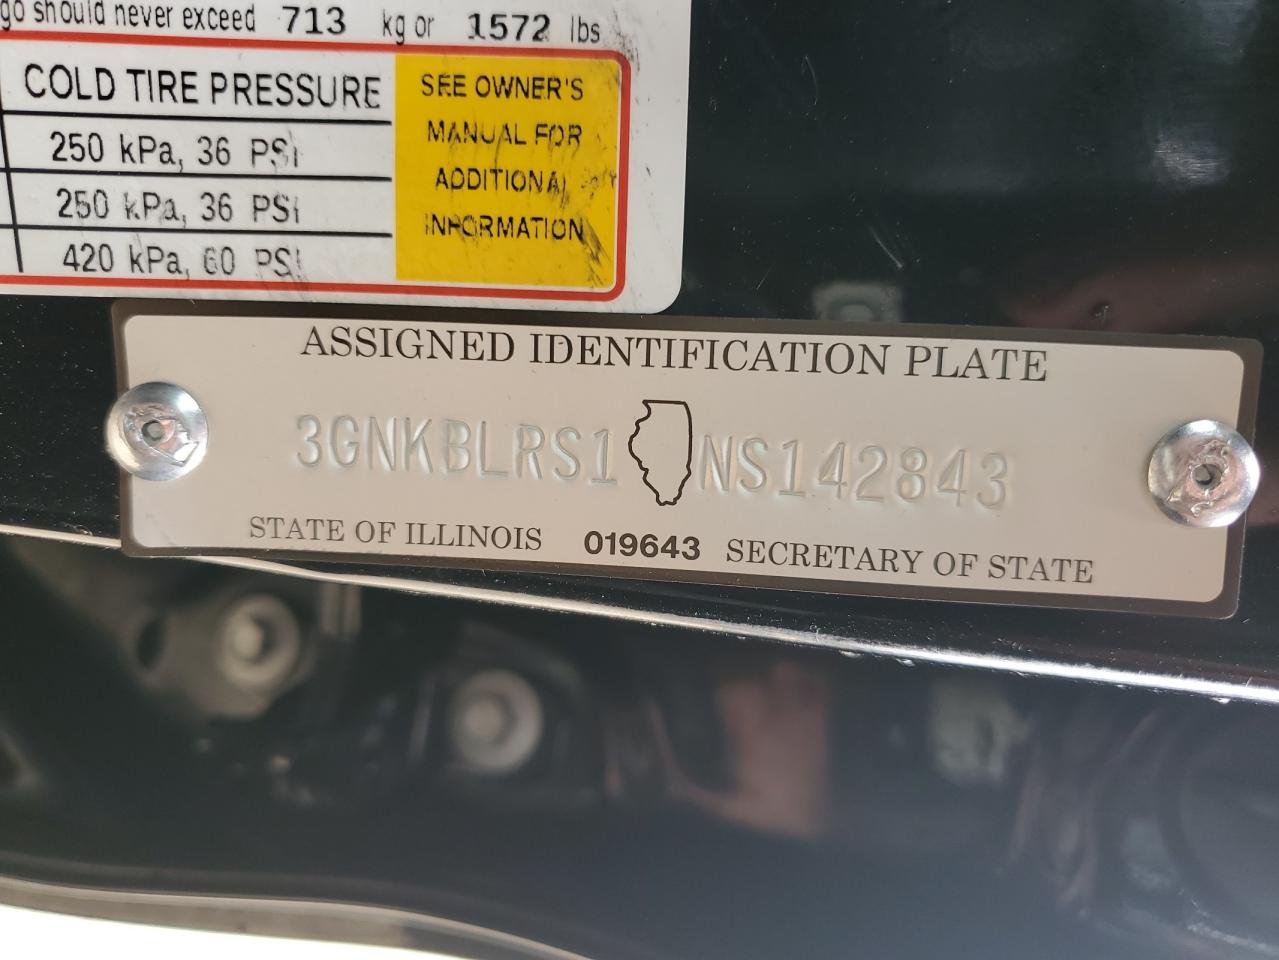 go should never exceed 713 kg or 1572 lbs
COLD TIRE PRESSURE
250 kPa, 36 PSI
250 kPa, 36 PSI
420 kPa, 60 PSI
SEE OWNER'S
MANUAL FOR
ADDITIONAL
INFORMATION
ASSIGNED IDENTIFICATION PLATE
3GNKBLRS1 NS142843
STATE OF ILLINOIS 019643 SECRETARY OF STATE